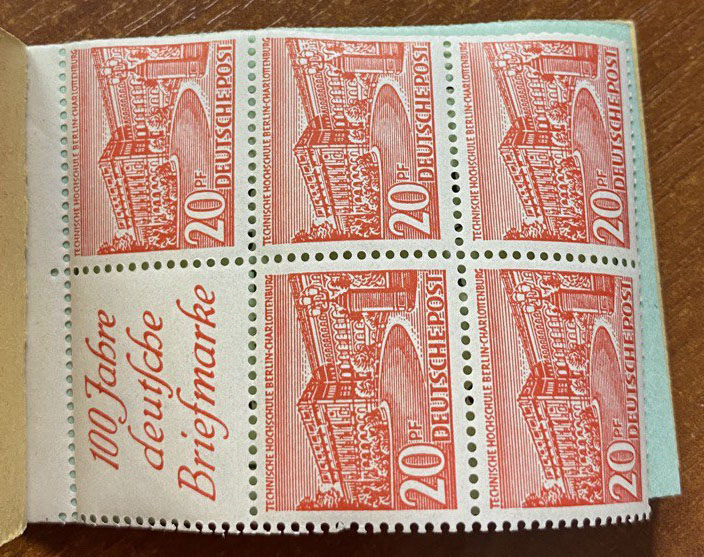 100 Jahre
deutsche
Briefmarke
TECHNISCHE HOCHSCHULE BERLIN-CHARLOTTENBURG
20 PF
DEUTSCHE POST
TECHNISCHE HOCHSCHULE BERLIN-CHARLOTTENBURG
20 PF
DEUTSCHE POST
TECHNISCHE HOCHSCHULE BERLIN-CHARLOTTENBURG
20 PF
DEUTSCHE POST
TECHNISCHE HOCHSCHULE BERLIN-CHARLOTTENBURG
20 PF
DEUTSCHE POST
TECHNISCHE HOCHSCHULE BERLIN-CHARLOTTENBURG
20 PF
DEUTSCHE POST